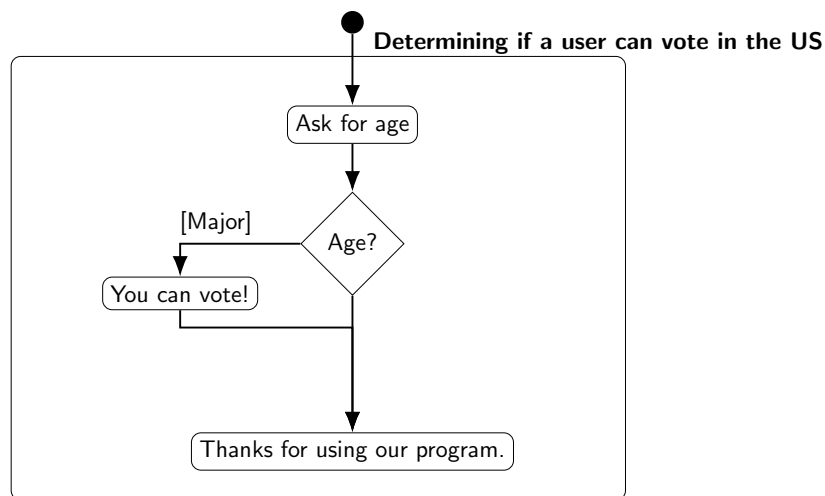 Determining if a user can vote in the US
Ask for age
[Major]
Age?
You can vote!
Thanks for using our program.